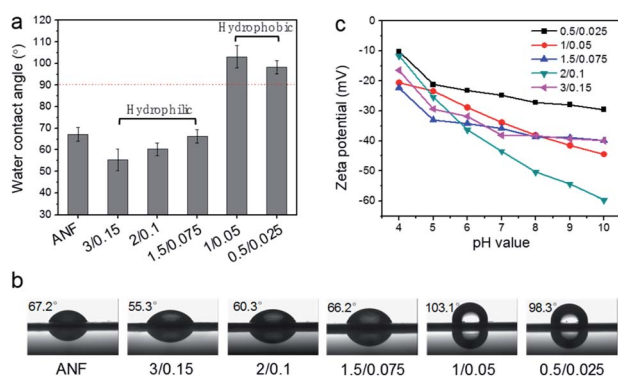 a
Water contact angle (°)
130
120
110
100
90
80
70
60
50
40
30
Hydrophobic
Hydrophilic
ANF
3/0.15
2/0.1
1.5/0.075
1/0.05
0.5/0.025
c
Zeta potential (mV)
0
-10
-20
-30
-40
-50
-60
0.5/0.025
1/0.05
1.5/0.075
2/0.1
3/0.15
4 5 6 7 8 9 10
pH value
b
67.2° 55.3° 60.3° 66.2° 103.1° 98.3°
ANF 3/0.15 2/0.1 1.5/0.075 1/0.05 0.5/0.025